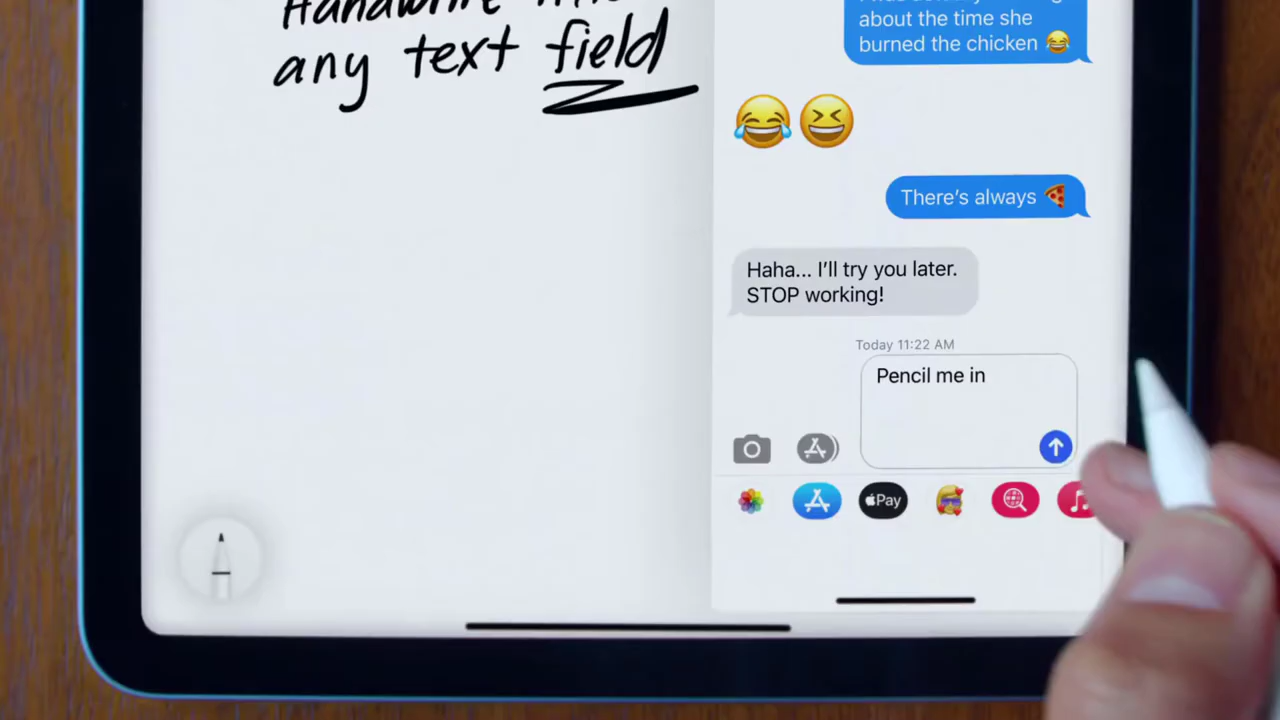 Handwrite
any text field
about the time she
burned the chicken 😂
😂😆
There's always 🍕
Haha... I'll try you later.
STOP working!
Today 11:22 AM
Pencil me in
Pay